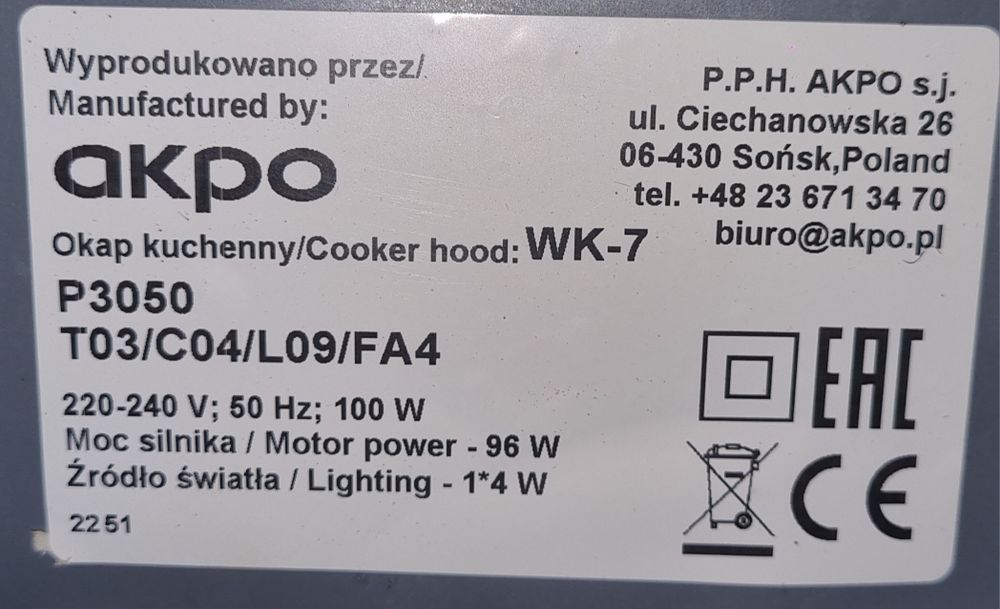 Wyprodukowano przez/
Manufactured by:
akpo
P.P.H. AKPO s.j.
ul. Ciechanowska 26
06-430 Sońsk,Poland
tel. +48 23 671 34 70
biuro@akpo.pl
Okap kuchenny/Cooker hood: WK-7
P3050
T03/C04/L09/FA4
220-240 V; 50 Hz; 100 W
Moc silnika / Motor power - 96 W
Źródło światła / Lighting - 1*4 W
2251
EAC
CE